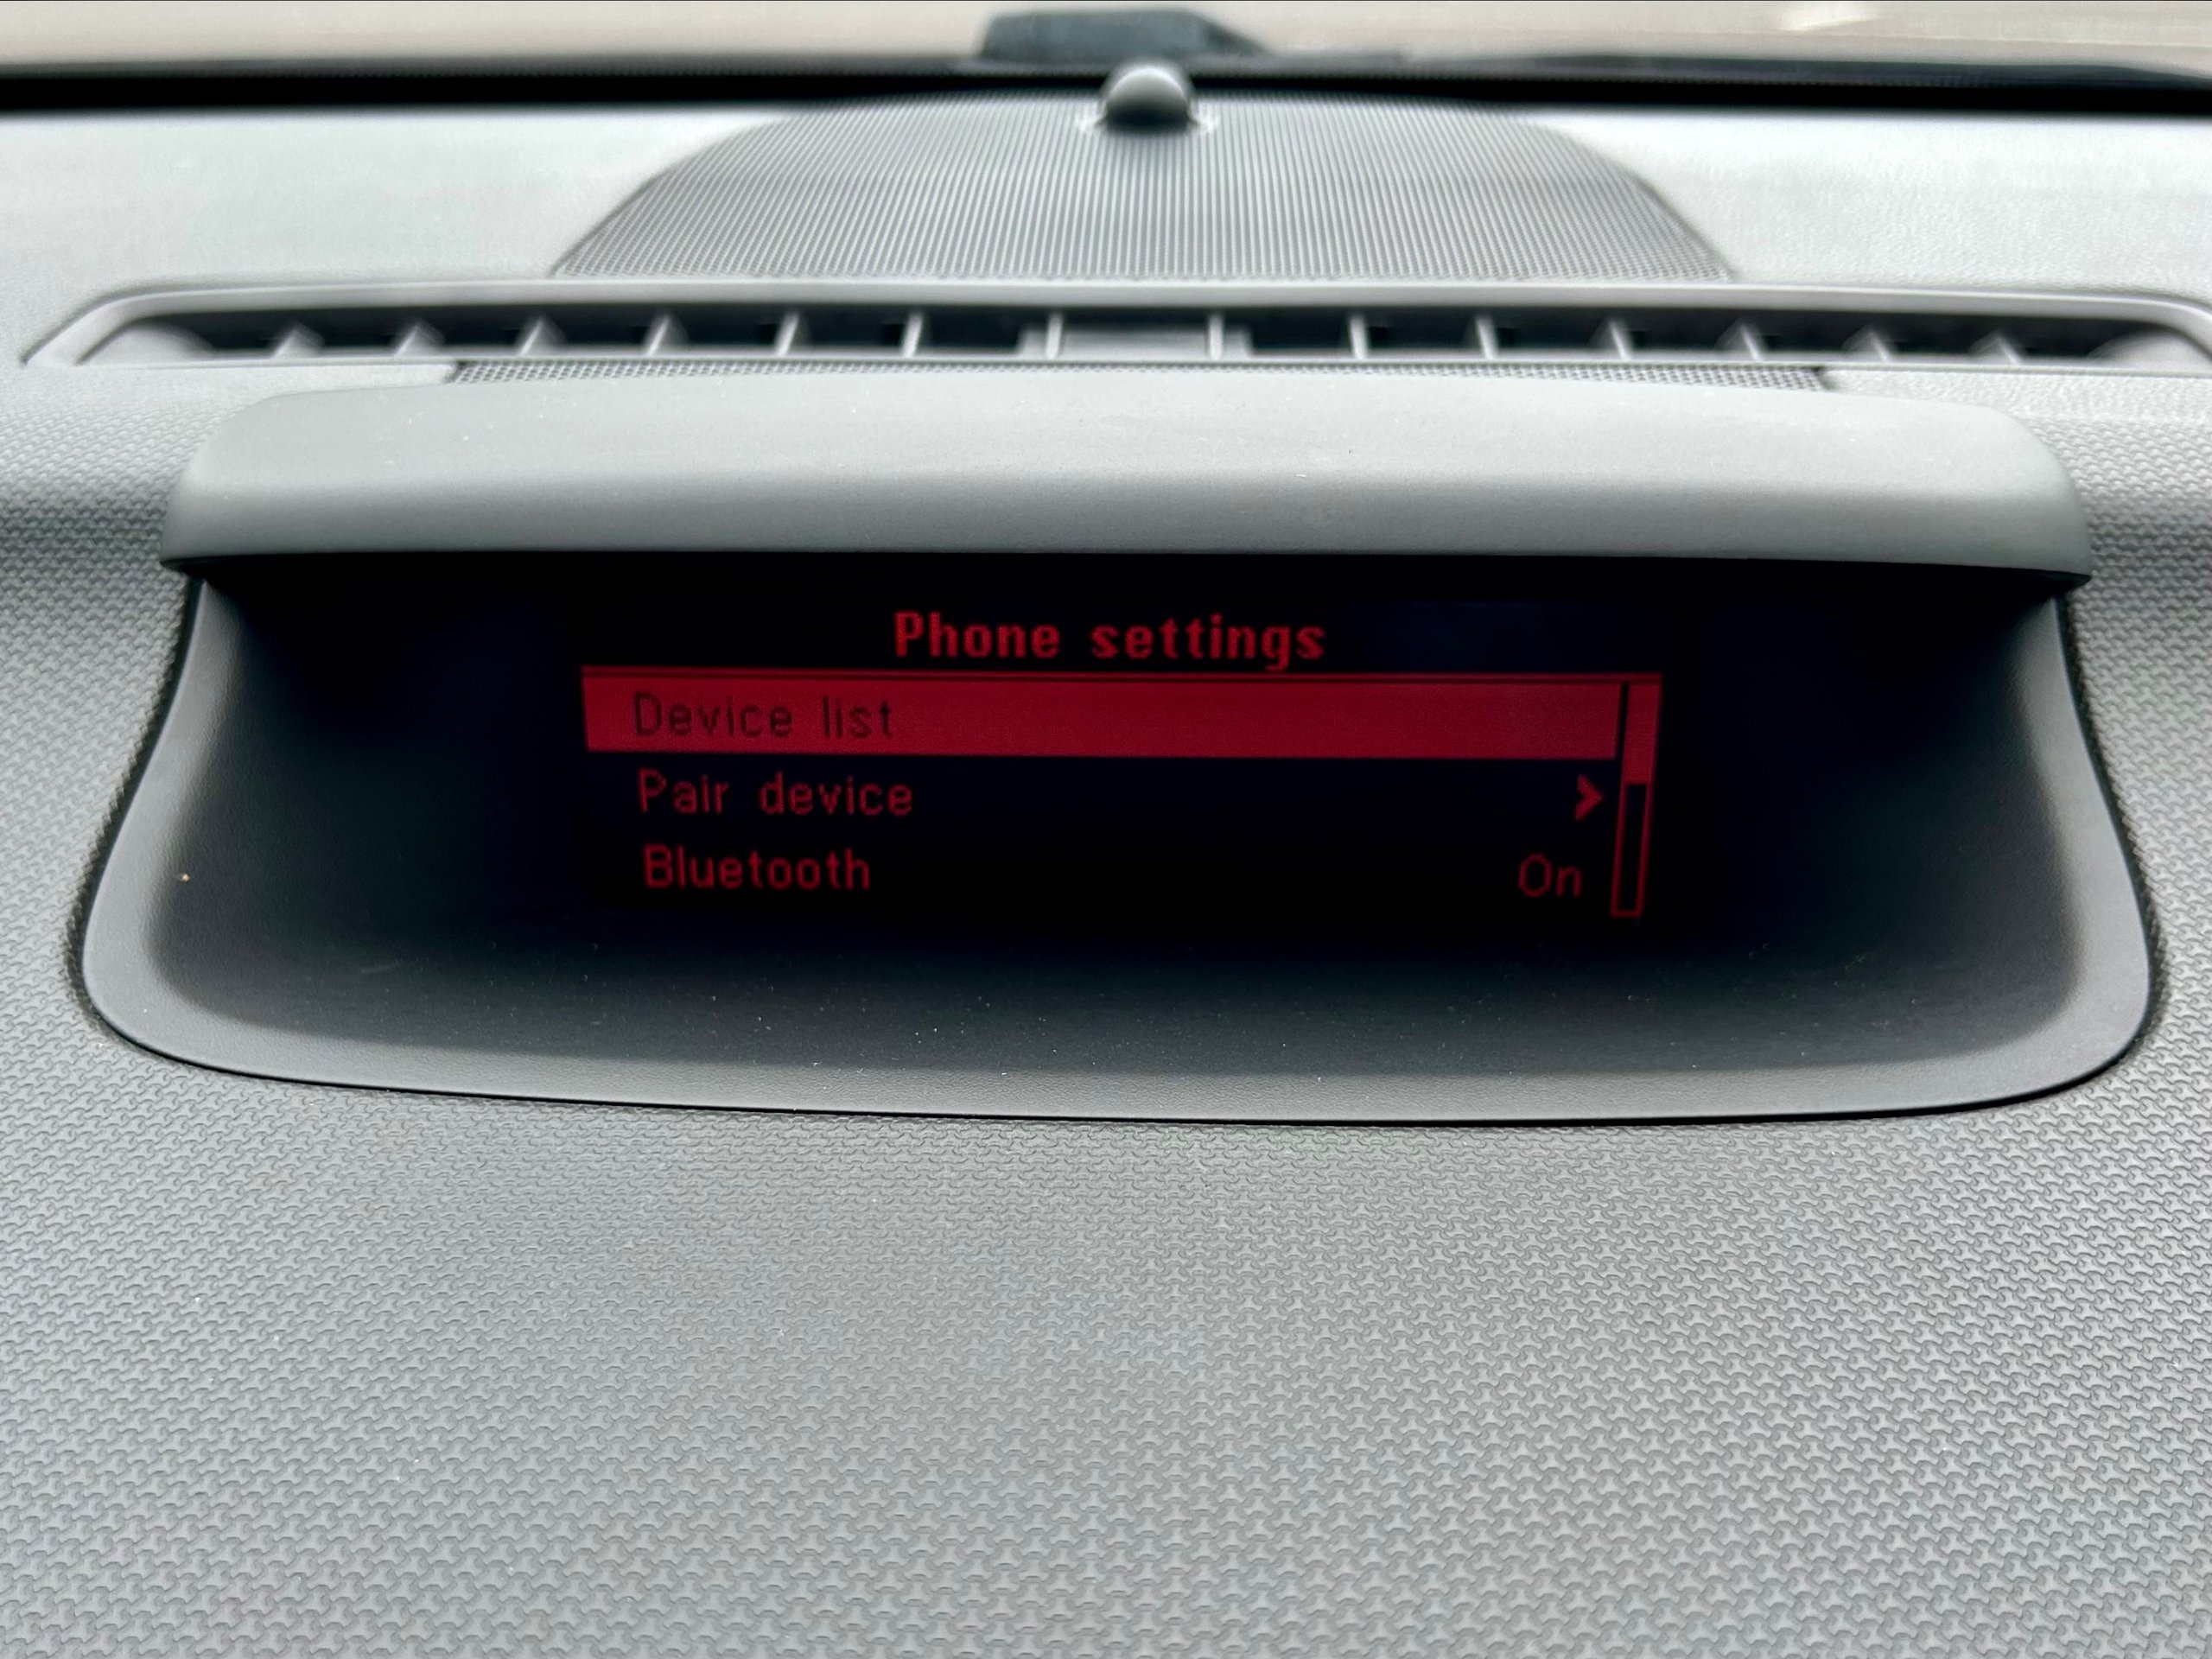 Phone settings
Device list
Pair device >
Bluetooth On